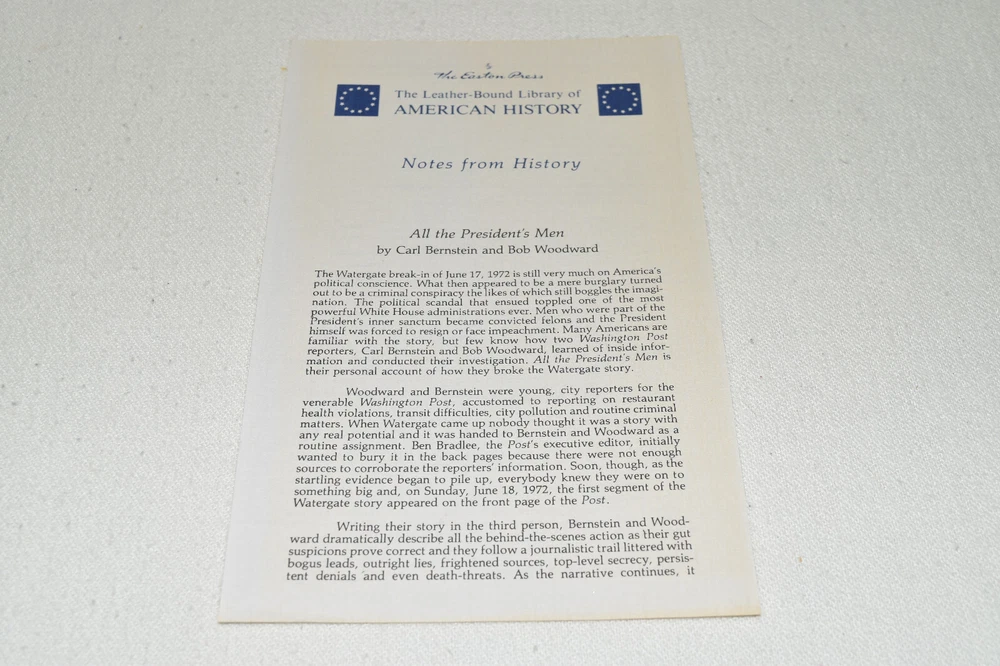 The Easton Press
The Leather-Bound Library of
AMERICAN HISTORY
Notes from History
All the President's Men
by Carl Bernstein and Bob Woodward
The Watergate break-in of June 17, 1972 is still very much on America's
political conscience. What then appeared to be a mere burglary turned
out to be a criminal conspiracy the likes of which still boggles the imagi-
nation. The political scandal that ensued toppled one of the most
powerful White House administrations ever. Men who were part of the
President's inner sanctum became convicted felons and the President
himself was forced to resign or face impeachment. Many Americans are
familiar with the story, but few know how two Washington Post
reporters, Carl Bernstein and Bob Woodward, learned of inside infor-
mation and conducted their investigation. All the President's Men is
their personal account of how they broke the Watergate story.
Woodward and Bernstein were young, city reporters for the
venerable Washington Post, accustomed to reporting on restaurant
health violations, transit difficulties, city pollution and routine criminal
matters. When Watergate came up nobody thought it was a story with
any real potential and it was handed to Bernstein and Woodward as a
routine assignment. Ben Bradlee, the Post's executive editor, initially
wanted to bury it in the back pages because there were not enough
sources to corroborate the reporters' information. Soon, though, as the
startling evidence began to pile up, everybody knew they were on to
something big and, on Sunday, June 18, 1972, the first segment of the
Watergate story appeared on the front page of the Post.
Writing their story in the third person, Bernstein and Wood-
ward dramatically describe all the behind-the-scenes action as their gut
suspicions prove correct and they follow a journalistic trail littered with
bogus leads, outright lies, frightened sources, top-level secrecy, persis-
tent denials and even death-threats. As the narrative continues, it